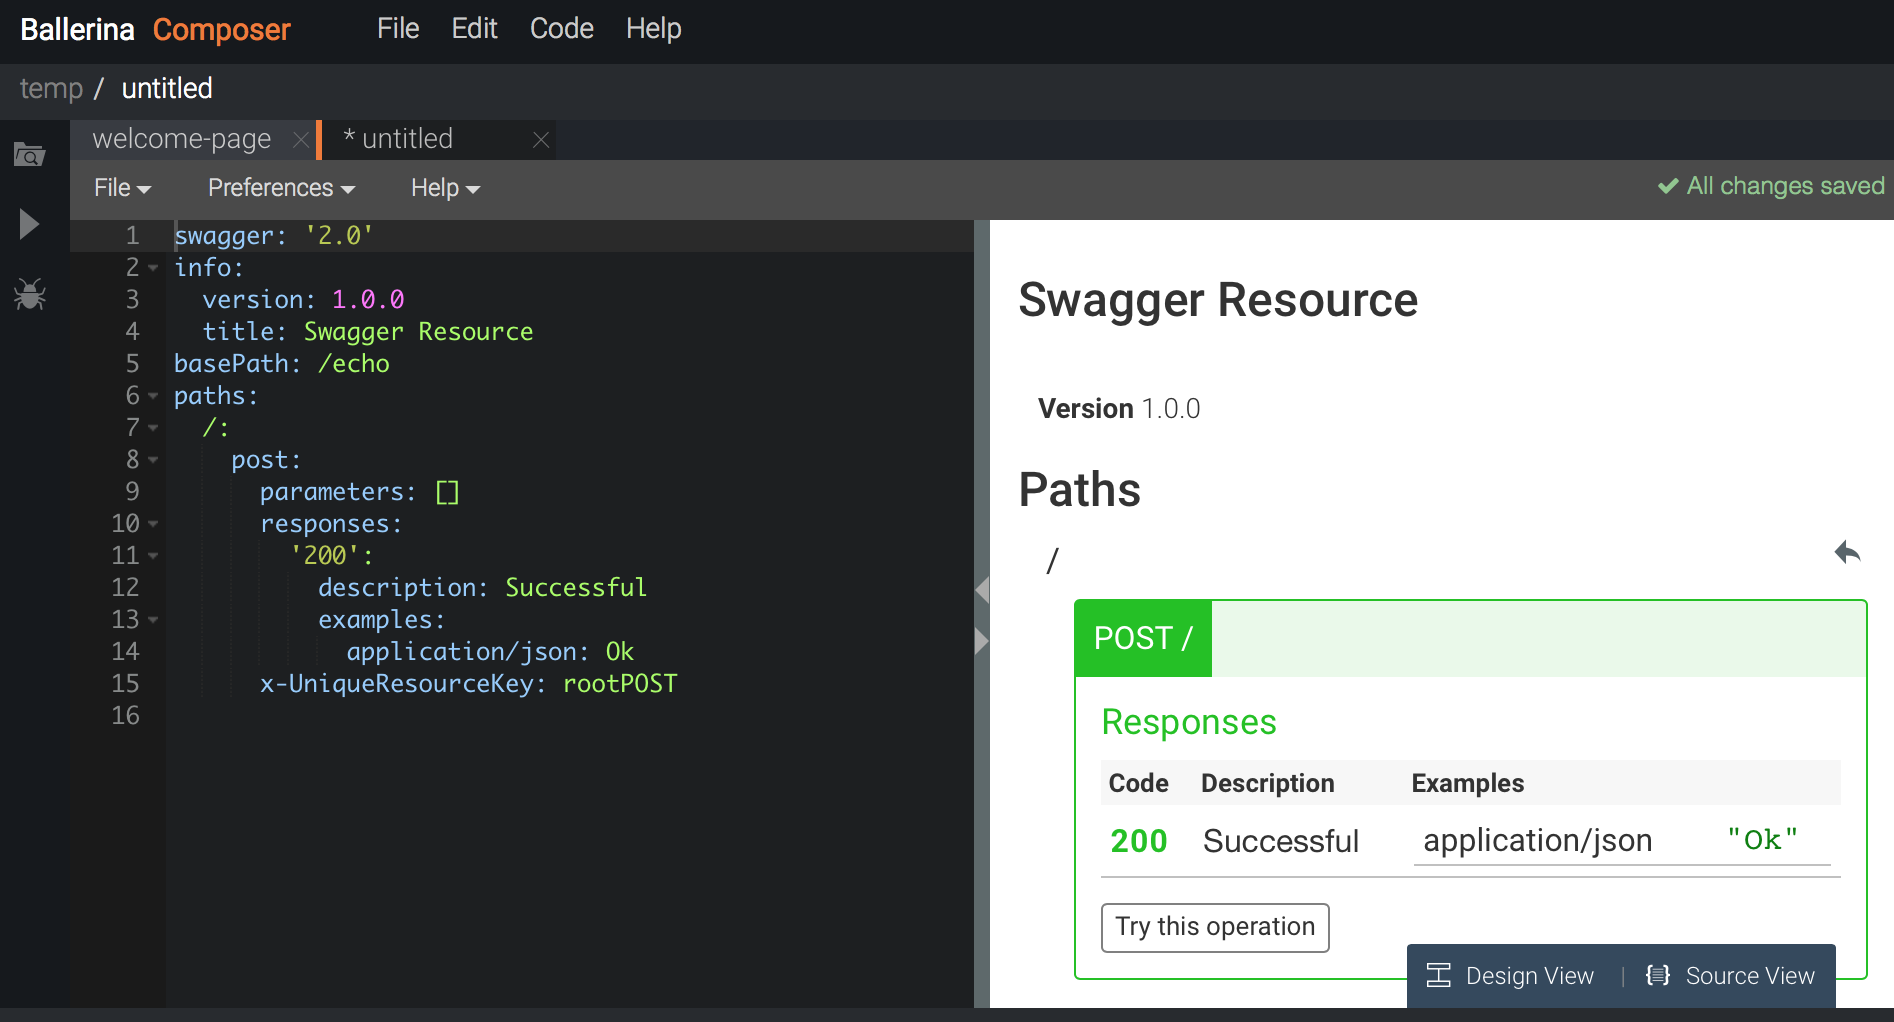 Ballerina Composer File Edit Code Help
temp / untitled
welcome-page * untitled
File Preferences Help All changes saved
1 swagger: '2.0'
2 info:
3 version: 1.0.0
4 title: Swagger Resource
5 basePath: /echo
6 paths:
7 /:
8 post:
9 parameters: []
10 responses:
11 '200':
12 description: Successful
13 examples:
14 application/json: Ok
15 x-UniqueResourceKey: rootPOST
16
Swagger Resource
Version 1.0.0
Paths
/
POST /
Responses
Code Description Examples
200 Successful application/json "Ok"
Try this operation
Design View | Source View